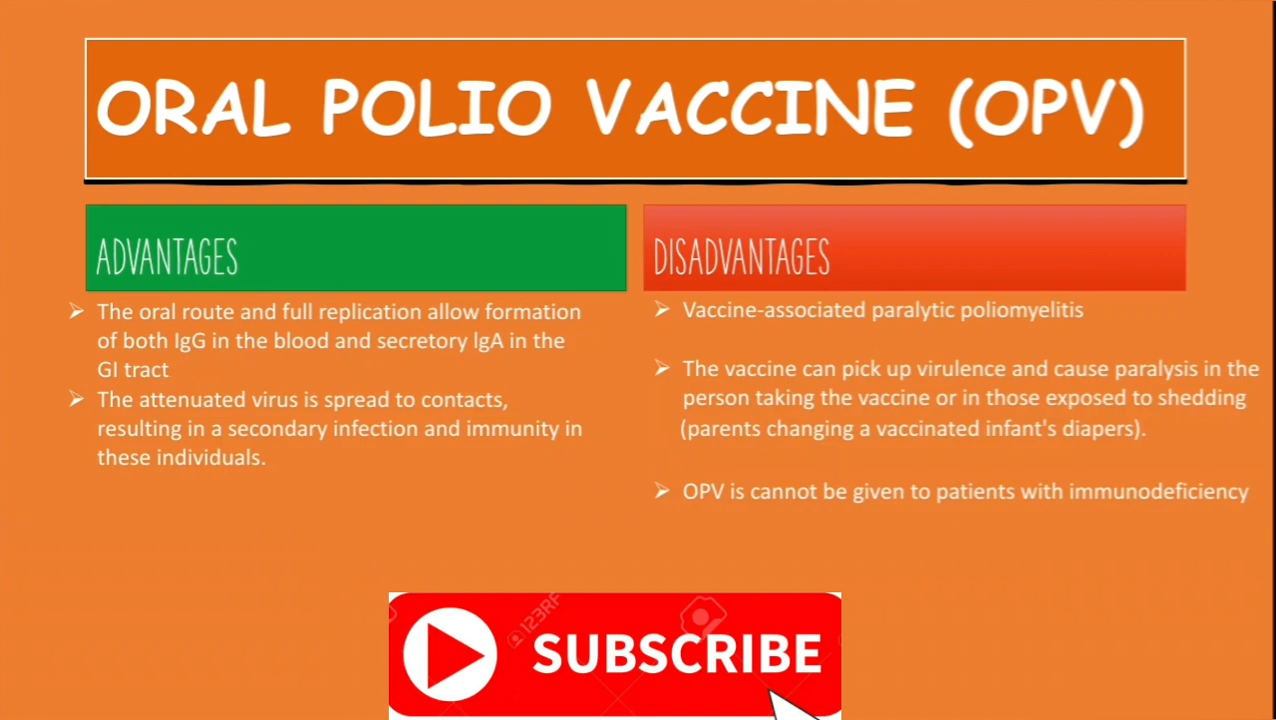 ORAL POLIO VACCINE (OPV)
ADVANTAGES
➢ The oral route and full replication allow formation
of both IgG in the blood and secretory IgA in the
GI tract
➢ The attenuated virus is spread to contacts,
resulting in a secondary infection and immunity in
these individuals.
DISADVANTAGES
➢ Vaccine-associated paralytic poliomyelitis
➢ The vaccine can pick up virulence and cause paralysis in the
person taking the vaccine or in those exposed to shedding
(parents changing a vaccinated infant's diapers).
➢ OPV is cannot be given to patients with immunodeficiency
123RF
SUBSCRIBE